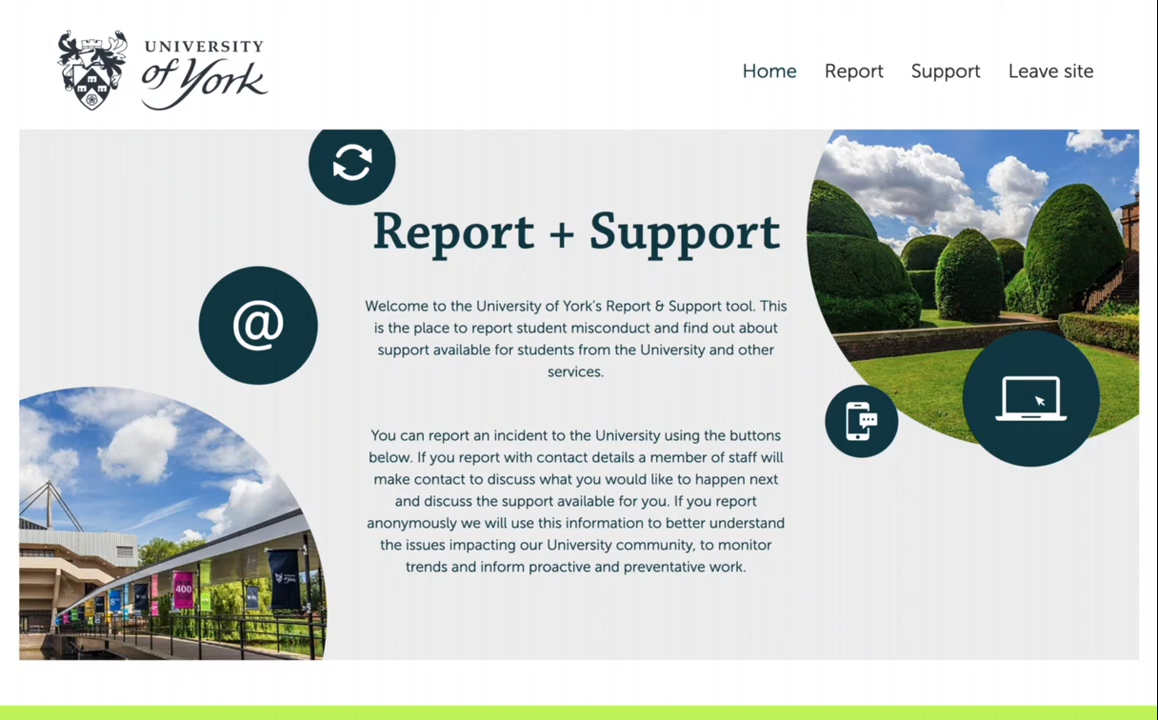 UNIVERSITY
of York
Home Report Support Leave site
Report + Support
Welcome to the University of York's Report & Support tool. This
is the place to report student misconduct and find out about
support available for students from the University and other
services.
You can report an incident to the University using the buttons
below. If you report with contact details a member of staff will
make contact to discuss what you would like to happen next
and discuss the support available for you. If you report
anonymously we will use this information to better understand
the issues impacting our University community, to monitor
trends and inform proactive and preventative work.
@
400